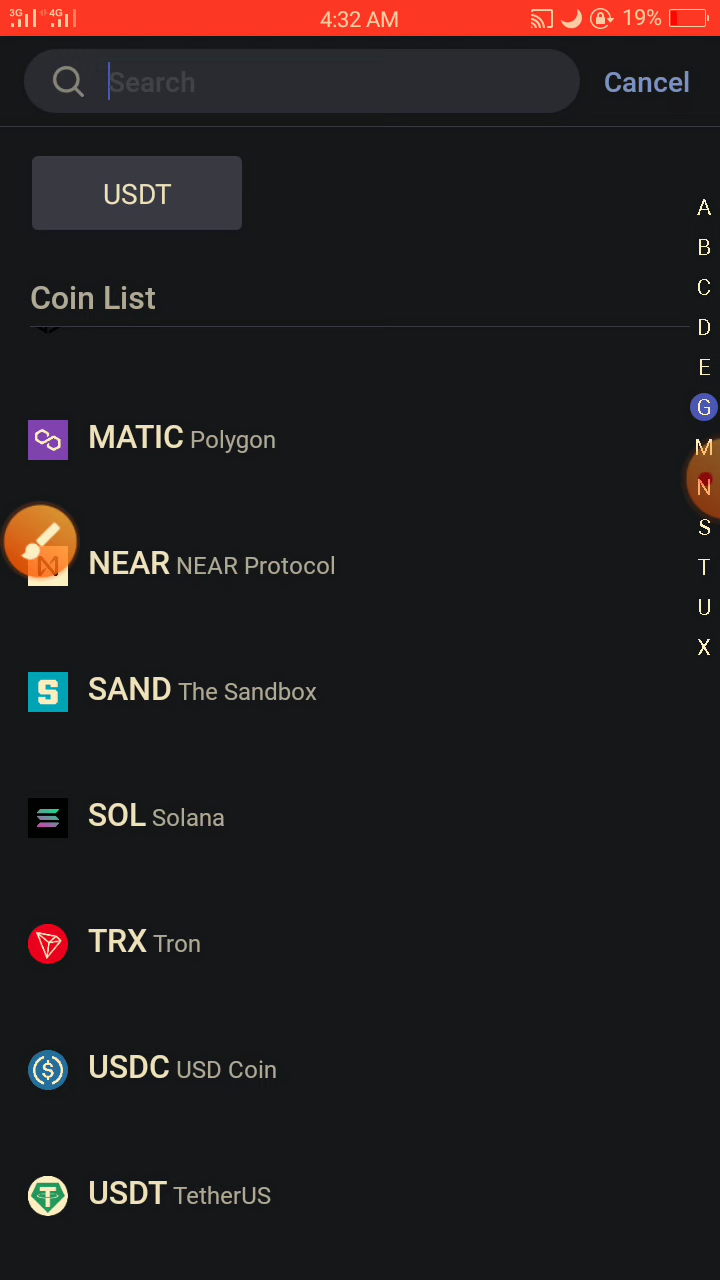 3G 4G 4:32 AM 19%
Search Cancel
USDT
Coin List
MATIC Polygon
NEAR NEAR Protocol
SAND The Sandbox
SOL Solana
TRX Tron
USDC USD Coin
USDT TetherUS
A
B
C
D
E
G
M
N
S
T
U
X